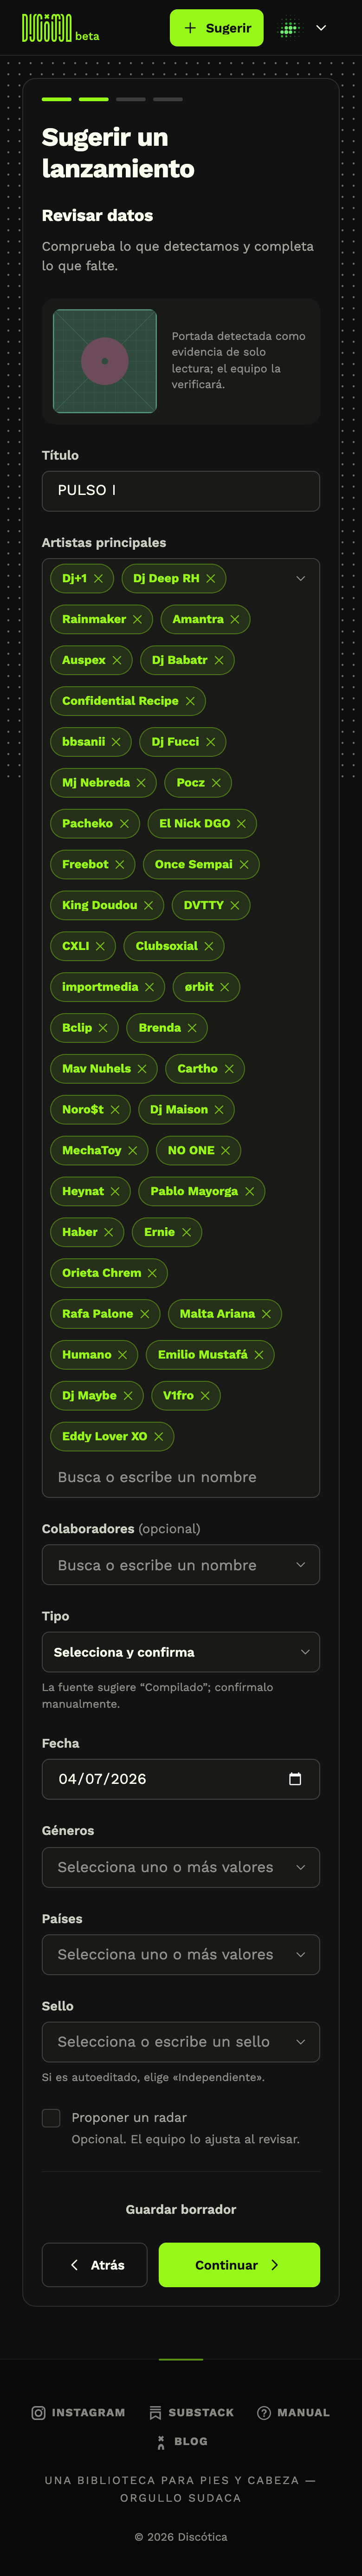 beta
Sugerir
Sugerir un
lanzamiento
Revisar datos
Comprueba lo que detectamos y completa
lo que falte.
Portada detectada como
evidencia de solo
lectura; el equipo la
verificará.
Título
PULSO I
Artistas principales
Dj+1 Dj Deep RH
Rainmaker Amantra
Auspex Dj Babatr
Confidential Recipe
bbsanii Dj Fucci
Mj Nebreda Pocz
Pacheko El Nick DGO
Freebot Once Sempai
King Doudou DVTTY
CXLI Clubsoxial
importmedia ørbit
Bclip Brenda
Mav Nuhels Cartho
Noro$t Dj Maison
MechaToy NO ONE
Heynat Pablo Mayorga
Haber Ernie
Orieta Chrem
Rafa Palone Malta Ariana
Humano Emilio Mustafá
Dj Maybe V1fro
Eddy Lover XO
Busca o escribe un nombre
Colaboradores (opcional)
Busca o escribe un nombre
Tipo
Selecciona y confirma
La fuente sugiere “Compilado”; confírmalo
manualmente.
Fecha
04/07/2026
Géneros
Selecciona uno o más valores
Países
Selecciona uno o más valores
Sello
Selecciona o escribe un sello
Si es autoeditado, elige «Independiente».
Proponer un radar
Opcional. El equipo lo ajusta al revisar.
Guardar borrador
Atrás Continuar
INSTAGRAM SUBSTACK MANUAL
BLOG
UNA BIBLIOTECA PARA PIES Y CABEZA —
ORGULLO SUDACA
© 2026 Discótica